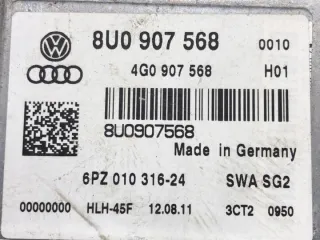 8U0 907 568 0010
4G0 907 568 H01
8U0907568
Made in Germany
6PZ 010 316-24 SWA SG2
00000000 HLH-45F 12.08.11 3CT2 0950